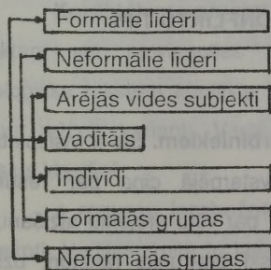 Formālie līderi
Neformālie līderi
Ārējās vides subjekti
Vadītājs
Indivīdi
Formālās grupas
Neformālās grupas